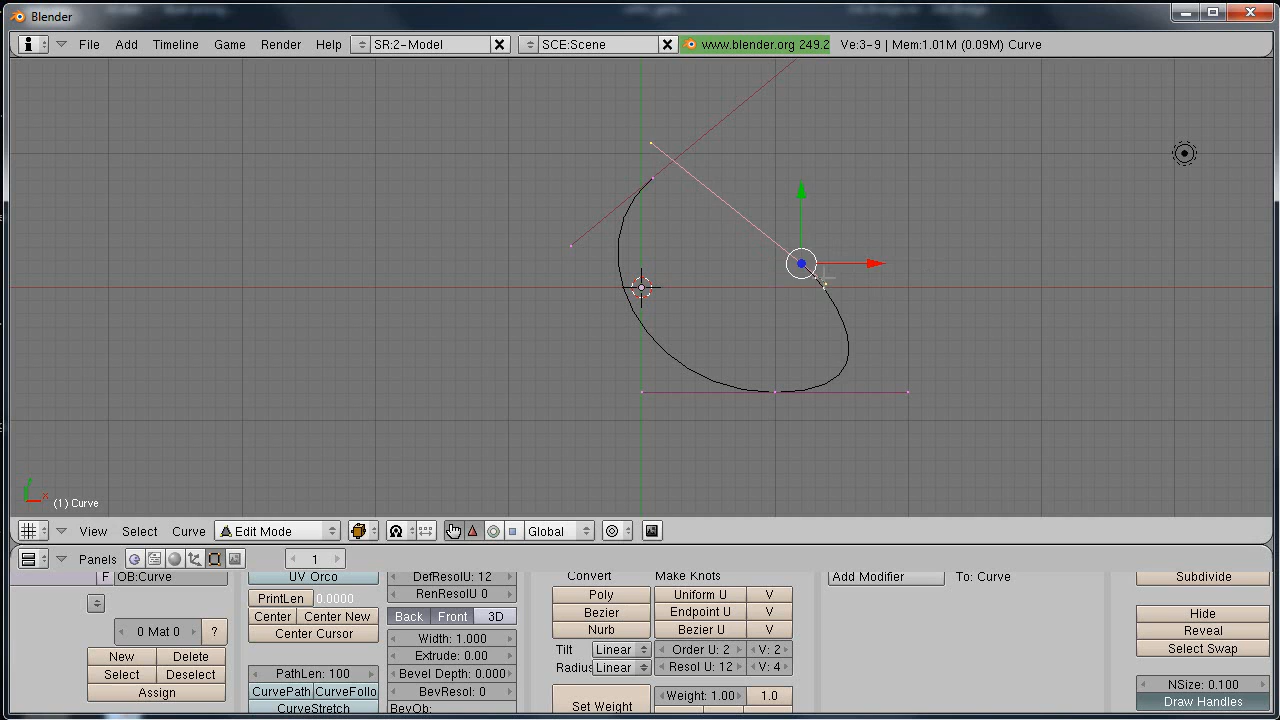 Blender
File Add Timeline Game Render Help SR:2-Model SCE:Scene www.blender.org 249.2 Ve:3-9 | Mem:1.01M (0.09M) Curve
(1) Curve
View Select Curve Edit Mode Global
Panels 1
F OB:Curve
UV Orco
DefResolU: 12
Convert
Make Knots
Add Modifier
To: Curve
Subdivide
PrintLen 0.0000
RenResolU 0
Poly
Uniform U V
Center Center New
Back Front 3D
Bezier
Endpoint U V
Hide
0 Mat 0 ?
Center Cursor
Width: 1.000
Nurb
Bezier U V
Reveal
New Delete
Extrude: 0.00
Tilt Linear
Order U: 2 V: 2
Select Swap
Select Deselect
PathLen: 100
Bevel Depth: 0.000
Radius Linear
Resol U: 12 V: 4
Assign
CurvePath CurveFollo
BevResol: 0
Set Weight
Weight: 1.00 1.0
NSize: 0.100
CurveStretch
BevOb:
Draw Handles